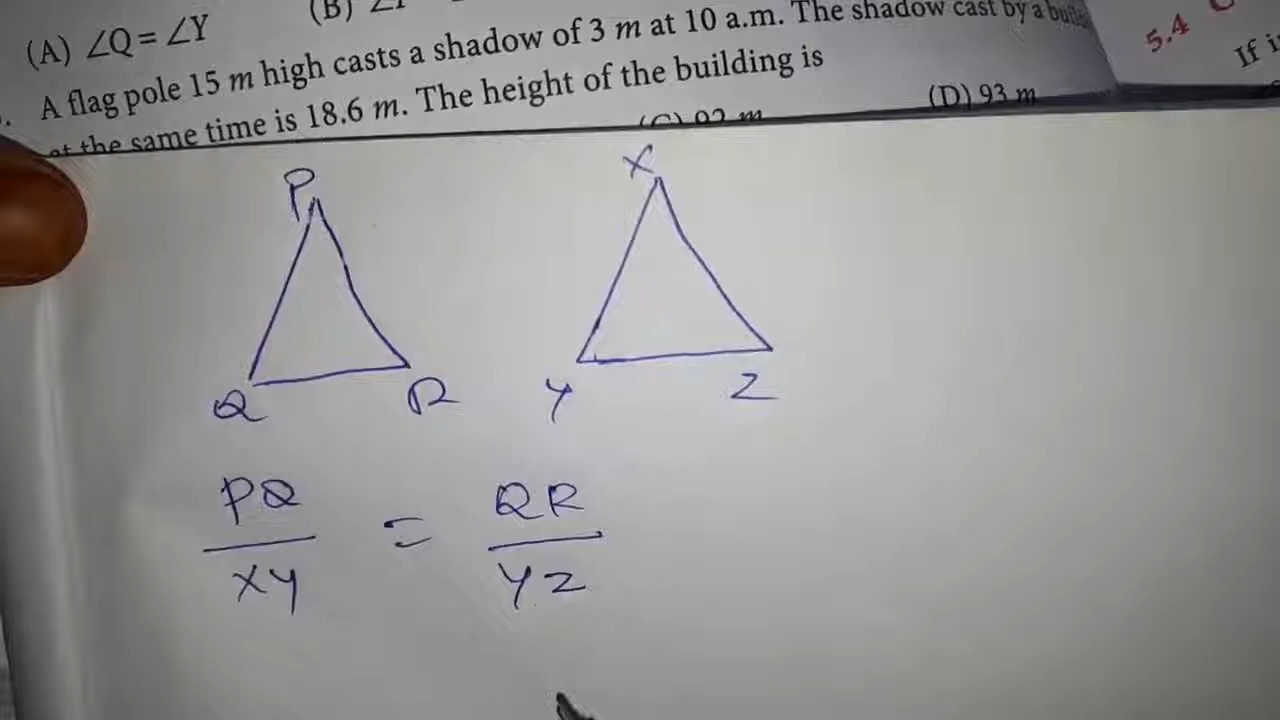 (A) ∠Q = ∠Y (B)
A flag pole 15 m high casts a shadow of 3 m at 10 a.m. The shadow cast by a
at the same time is 18.6 m. The height of the building is
(D) 93 m
5.4
If
P
X
Q
R
Y
Z
PQ = QR
XY YZ